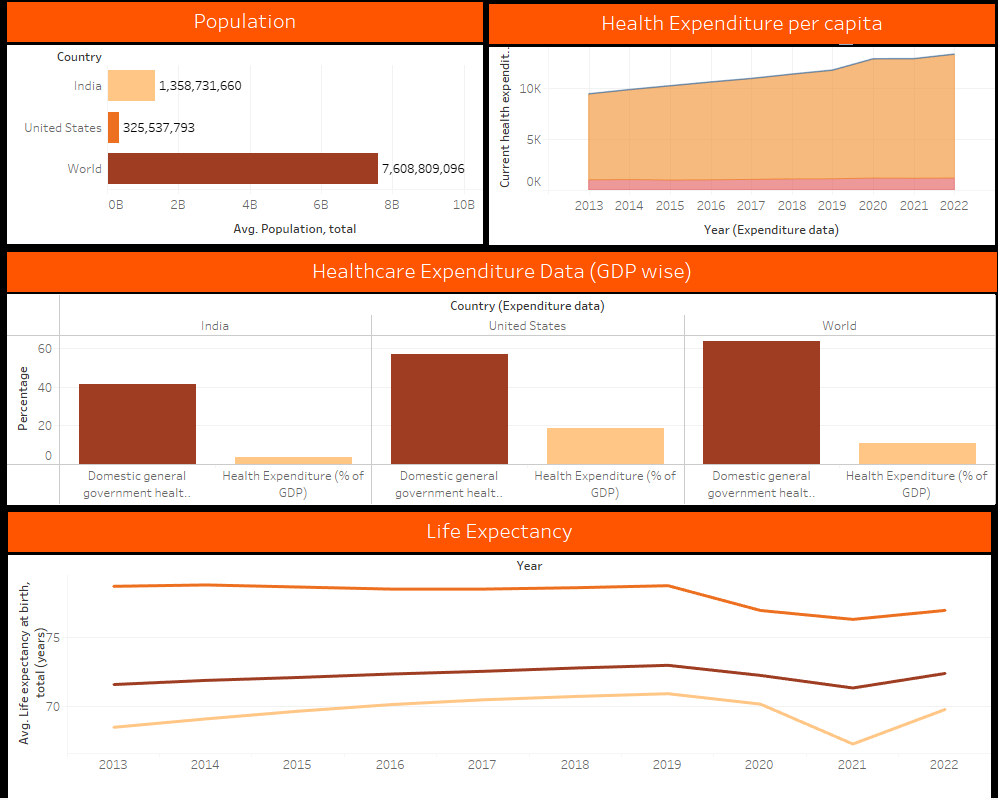 Population
Country
India
1,358,731,660
United States
325,537,793
World
7,608,809,096
0B 2B 4B 6B 8B 10B
Avg. Population, total
Health Expenditure per capita
Current health expendit..
10K
5K
0K
2013 2014 2015 2016 2017 2018 2019 2020 2021 2022
Year (Expenditure data)
Healthcare Expenditure Data (GDP wise)
Country (Expenditure data)
India United States World
Percentage
60
40
20
0
Domestic general Health Expenditure (% of Domestic general Health Expenditure (% of Domestic general Health Expenditure (% of
government healt.. GDP) government healt.. GDP) government healt.. GDP)
Life Expectancy
Year
Avg. Life expectancy at birth,
total (years)
75
70
2013 2014 2015 2016 2017 2018 2019 2020 2021 2022